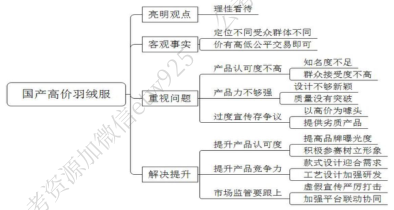 亮明观点
理性看待
客观事实
定位不同受众群体不同
价有高低公平交易即可
国产高价羽绒服
重视问题
产品认可度不高
知名度不足
群众接受度不高
产品力不够强
设计不够新颖
质量没有突破
过度宣传存争议
以高价为噱头
提供劣质产品
解决提升
提升产品认可度
提高品牌曝光度
积极参赛树立形象
提升产品竞争力
款式设计迎合需求
工艺设计加强研发
市场监管要跟上
虚假宣传严厉打击
加强平台联动协同